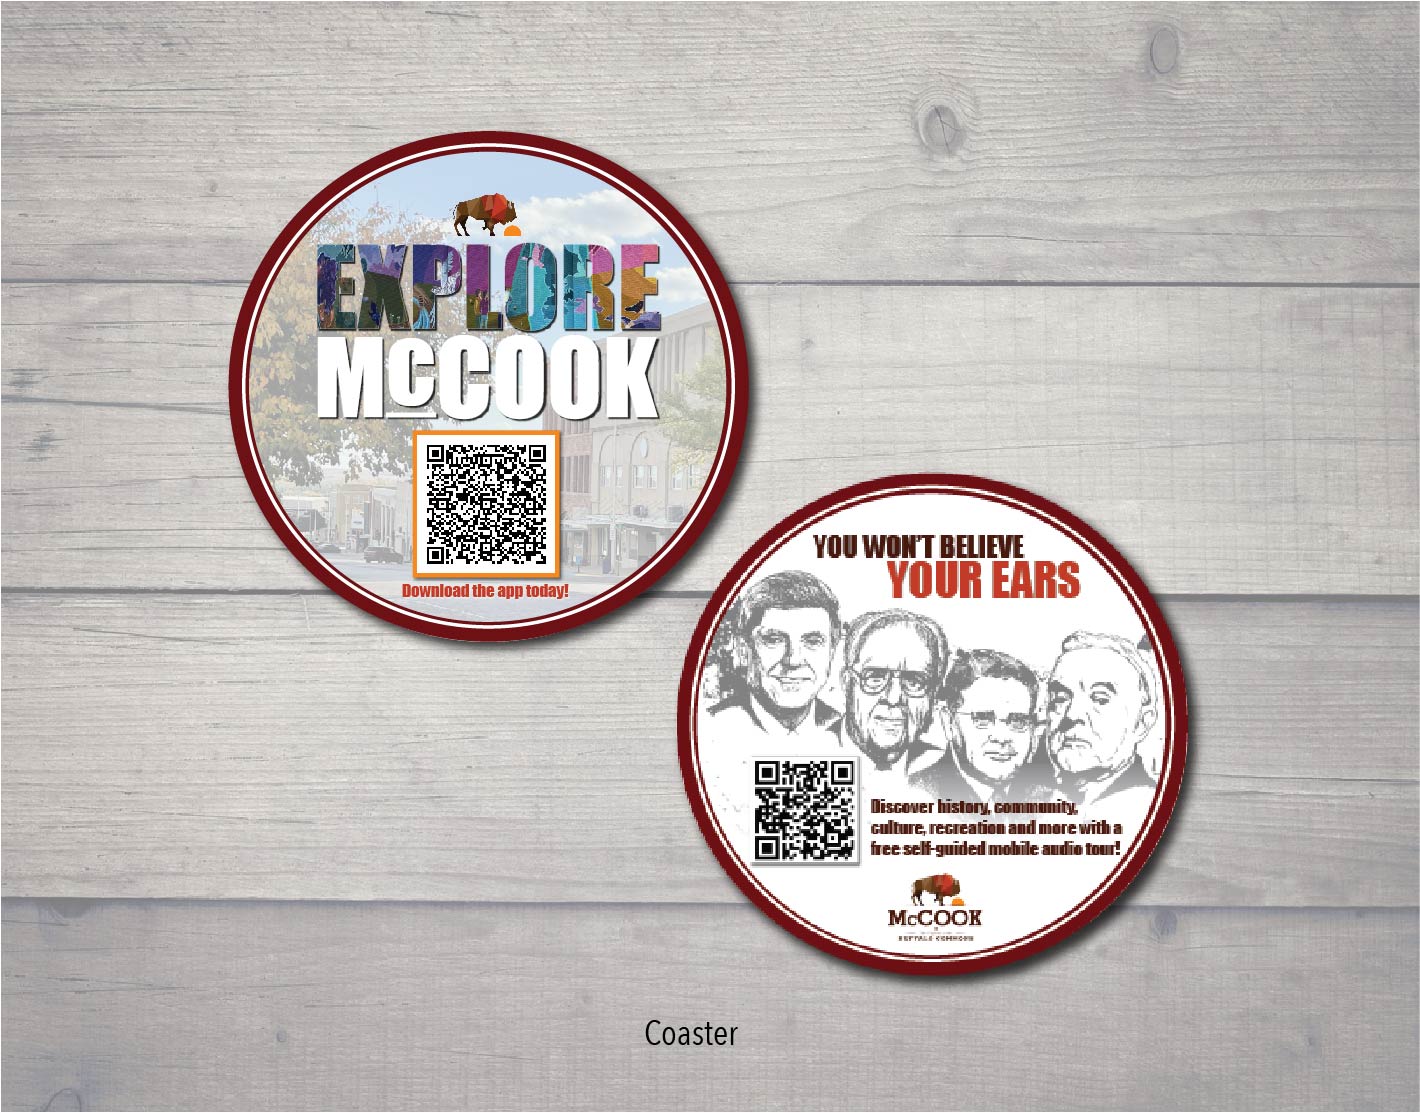 EXPLORE
McCOOK
Download the app today!
YOU WON'T BELIEVE
YOUR EARS
Discover history, community,
culture, recreation and more with a
free self-guided mobile audio tour!
McCOOK
BUFFALO COMMONS
Coaster